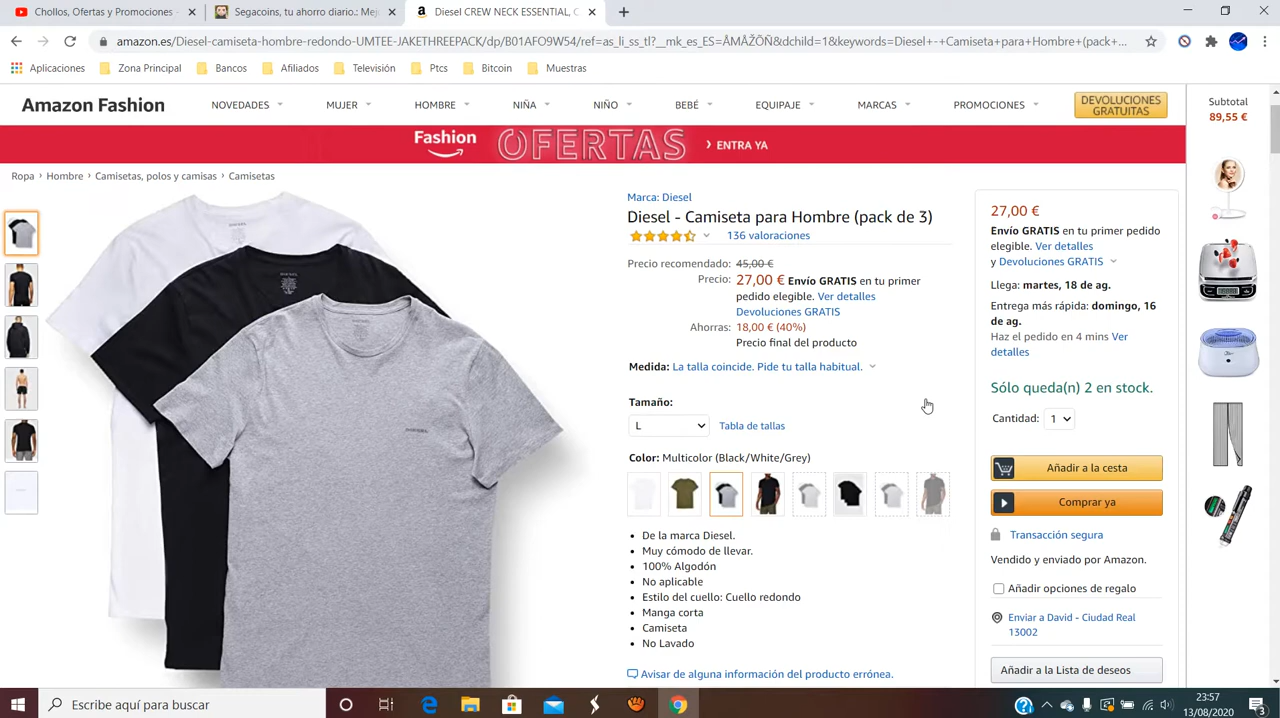 Chollos, Ofertas y Promociones -
Segacoins, tu ahorro diario.: Mej
Diesel CREW NECK ESSENTIAL, C
amazon.es/Diesel-camiseta-hombre-redondo-UMTEE-JAKETHREEPACK/dp/B01AFO9W54/ref=as_li_ss_tl?__mk_es_ES=ÅMÅŽÕÑ&dchild=1&keywords=Diesel+-+Camiseta+para+Hombre+(pack+...
Aplicaciones Zona Principal Bancos Afiliados Televisión Ptcs Bitcoin Muestras
Amazon Fashion
NOVEDADES MUJER HOMBRE NIÑA NIÑO BEBÉ EQUIPAJE MARCAS PROMOCIONES
DEVOLUCIONES
GRATUITAS
Fashion OFERTAS › ENTRA YA
Ropa › Hombre › Camisetas, polos y camisas › Camisetas
DIESEL
DIESEL
Marca: Diesel
Diesel - Camiseta para Hombre (pack de 3)
136 valoraciones
Precio recomendado: 45,00 €
Precio: 27,00 € Envío GRATIS en tu primer
pedido elegible. Ver detalles
Devoluciones GRATIS
Ahorras: 18,00 € (40%)
Precio final del producto
Medida: La talla coincide. Pide tu talla habitual.
Tamaño:
L
Tabla de tallas
Color: Multicolor (Black/White/Grey)
• De la marca Diesel.
• Muy cómodo de llevar.
• 100% Algodón
• No aplicable
• Estilo del cuello: Cuello redondo
• Manga corta
• Camiseta
• No Lavado
Avisar de alguna información del producto errónea.
27,00 €
Envío GRATIS en tu primer pedido
elegible. Ver detalles
y Devoluciones GRATIS
Llega: martes, 18 de ag.
Entrega más rápida: domingo, 16
de ag.
Haz el pedido en 4 mins Ver
detalles
Sólo queda(n) 2 en stock.
Cantidad: 1
Añadir a la cesta
Comprar ya
Transacción segura
Vendido y enviado por Amazon.
Añadir opciones de regalo
Enviar a David - Ciudad Real
13002
Añadir a la Lista de deseos
Subtotal
89,55 €
Escribe aquí para buscar
23:57
13/08/2020
3